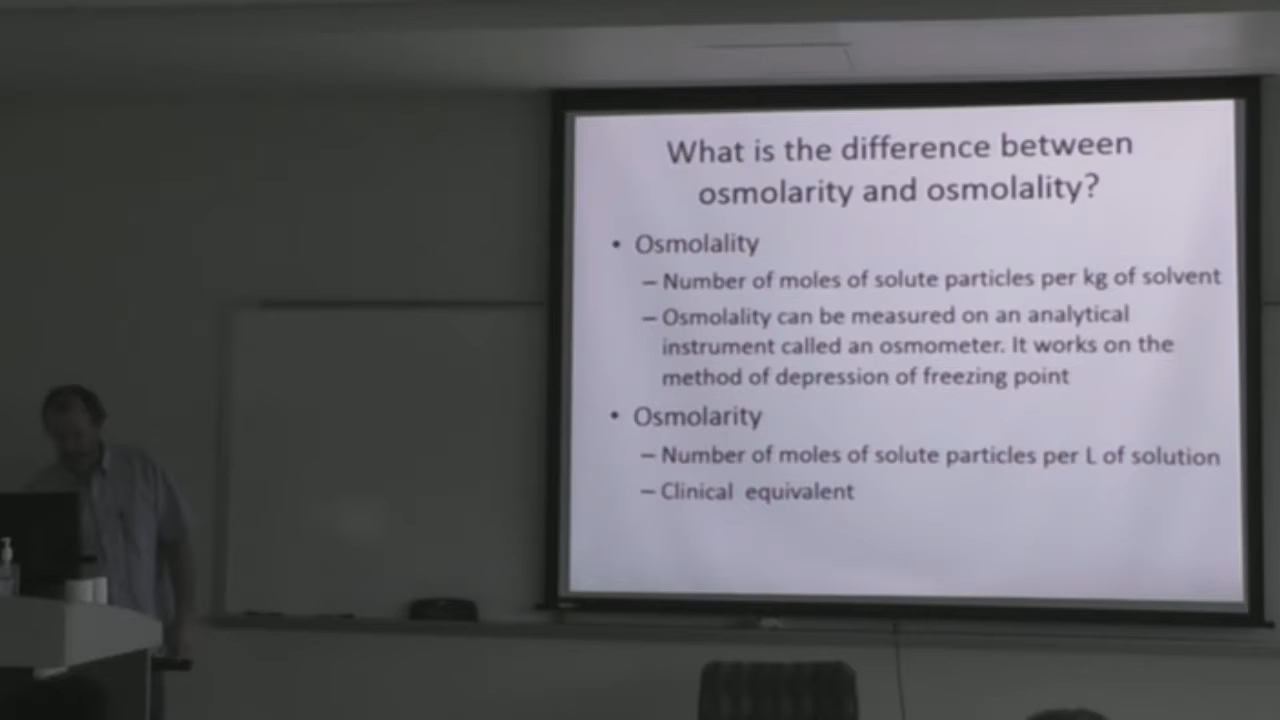 What is the difference between
osmolarity and osmolality?
• Osmolality
– Number of moles of solute particles per kg of solvent
– Osmolality can be measured on an analytical
instrument called an osmometer. It works on the
method of depression of freezing point
• Osmolarity
– Number of moles of solute particles per L of solution
– Clinical equivalent